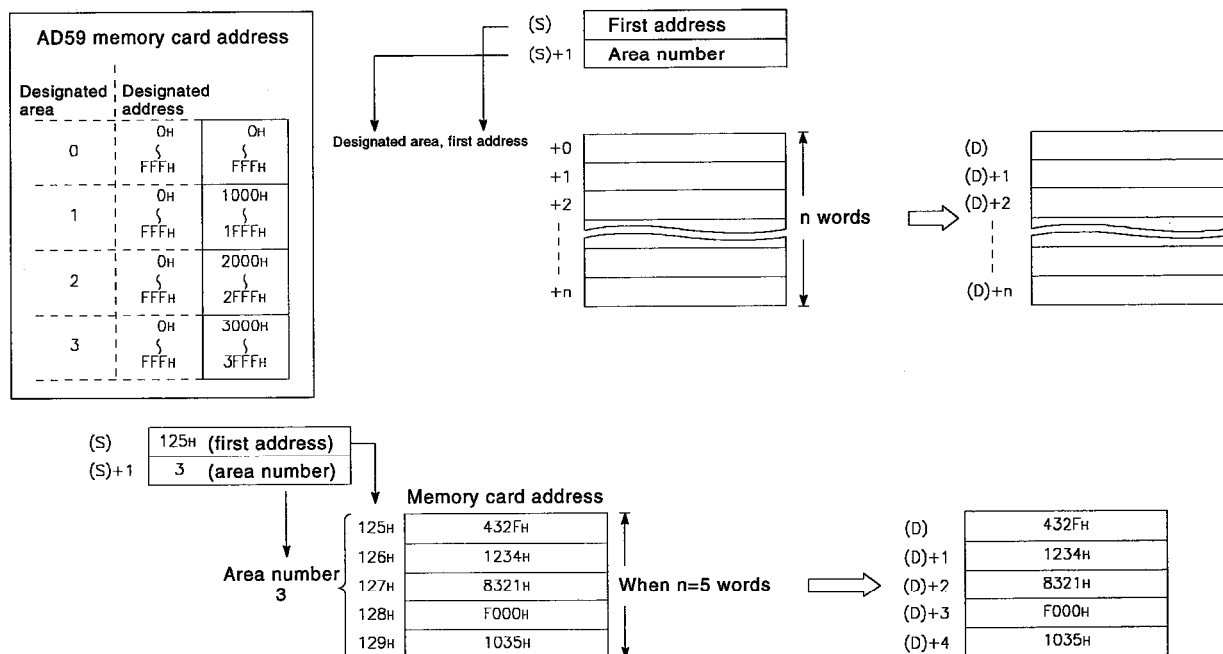 AD59 memory card address
Designated area
Designated address
0
0H
FFFH
0H
FFFH
1
0H
FFFH
1000H
1FFFH
2
0H
FFFH
2000H
2FFFH
3
0H
FFFH
3000H
3FFFH
(S) First address
(S)+1 Area number
Designated area, first address
+0
+1
+2
+n
n words
(D)
(D)+1
(D)+2
(D)+n
(S) 125H (first address)
(S)+1 3 (area number)
Memory card address
Area number
3
125H 432FH
126H 1234H
127H 8321H
128H F000H
129H 1035H
When n=5 words
(D) 432FH
(D)+1 1234H
(D)+2 8321H
(D)+3 F000H
(D)+4 1035H